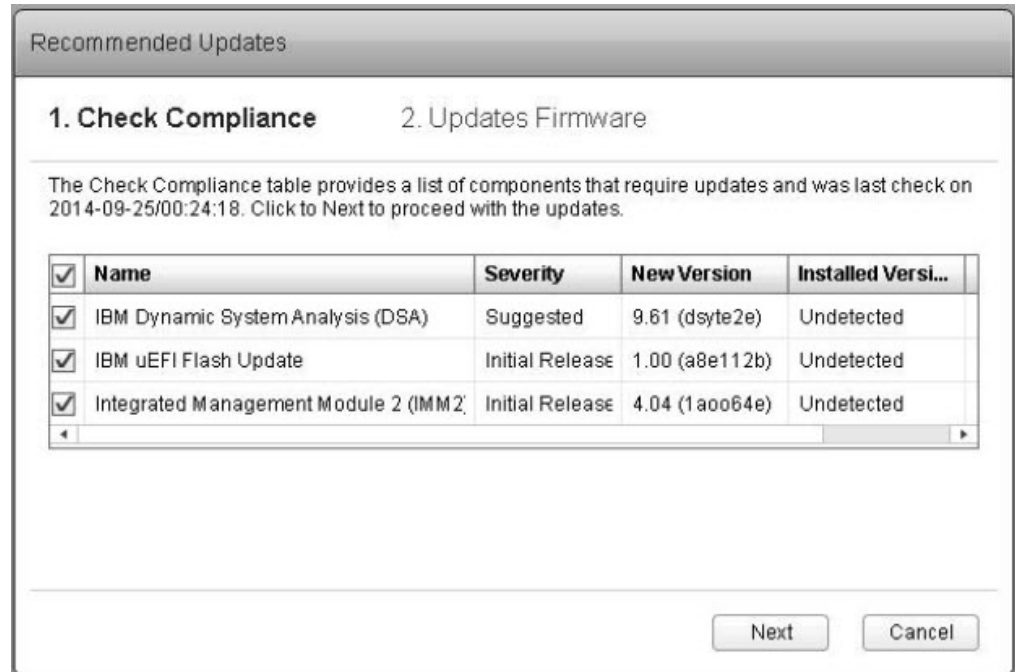 Recommended Updates
1. Check Compliance 2. Updates Firmware
The Check Compliance table provides a list of components that require updates and was last check on
2014-09-25/00:24:18. Click to Next to proceed with the updates.
Name Severity New Version Installed Versi...
IBM Dynamic System Analysis (DSA) Suggested 9.61 (dsyte2e) Undetected
IBM uEFI Flash Update Initial Release 1.00 (a8e112b) Undetected
Integrated Management Module 2 (IMM2) Initial Release 4.04 (1aoo64e) Undetected
Next Cancel